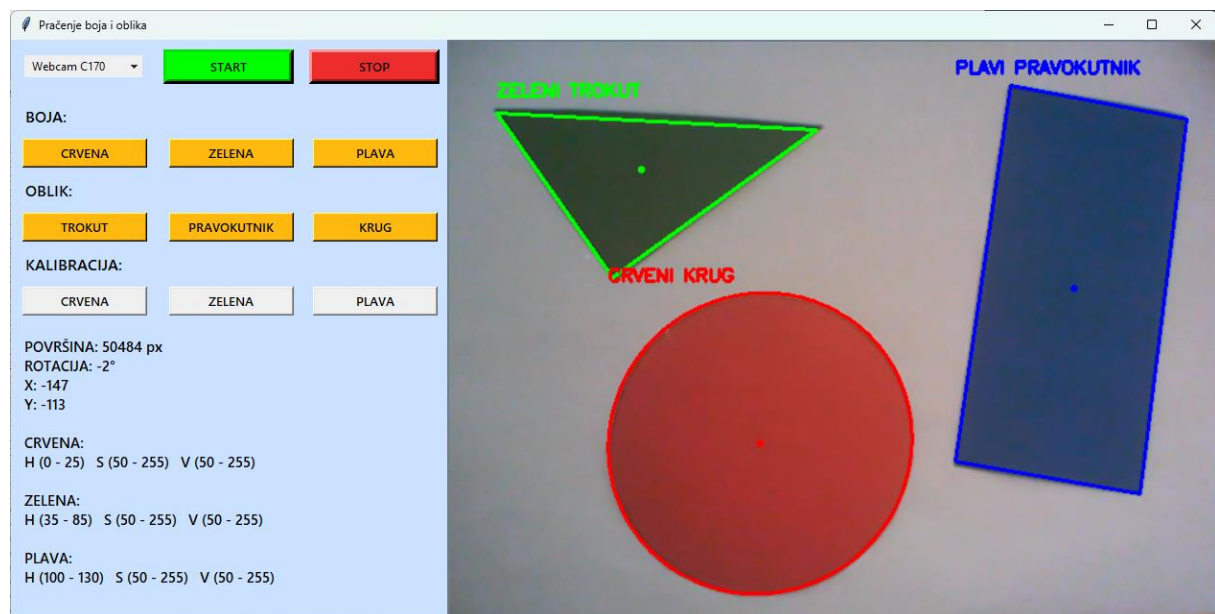 Pračenje boja i oblika
Webcam C170
START
STOP
BOJA:
CRVENA
ZELENA
PLAVA
OBLIK:
TROKUT
PRAVOKUTNIK
KRUG
KALIBRACIJA:
CRVENA
ZELENA
PLAVA
POVRŠINA: 50484 px
ROTACIJA: -2°
X: -147
Y: -113
CRVENA:
H (0 - 25) S (50 - 255) V (50 - 255)
ZELENA:
H (35 - 85) S (50 - 255) V (50 - 255)
PLAVA:
H (100 - 130) S (50 - 255) V (50 - 255)
ZELENI TROKUT
PLAVI PRAVOKUTNIK
CRVENI KRUG